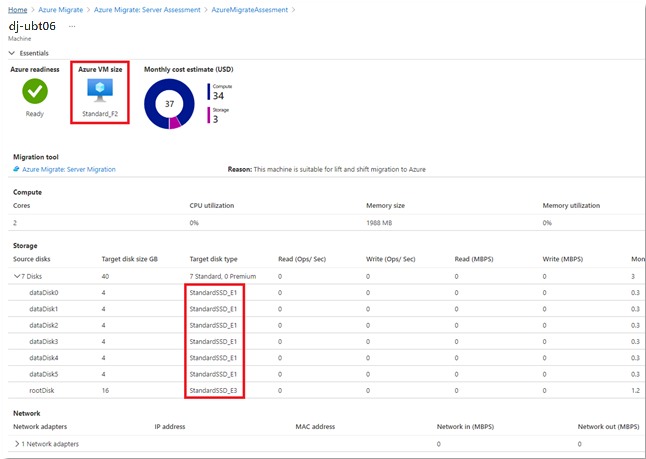 Home > Azure Migrate > Azure Migrate: Server Assessment > AzureMigrateAssesment >
dj-ubt06 ...
Machine
Essentials
Azure readiness Azure VM size Monthly cost estimate (USD)
37
Compute
34
Storage
3
Ready Standard_F2
Migration tool
Azure Migrate: Server Migration Reason: This machine is suitable for lift and shift migration to Azure
Compute
Cores CPU utilization Memory size Memory utilization
2 0% 1988 MB 0%
Storage
Source disks Target disk size GB Target disk type Read (Ops/ Sec) Write (Ops/ Sec) Read (MBPS) Write (MBPS) Mon
7 Disks 40 7 Standard, 0 Premium 0 0 0 0 3
dataDisk0 4 StandardSSD_E1 0 0 0 0 0.3
dataDisk1 4 StandardSSD_E1 0 0 0 0 0.3
dataDisk2 4 StandardSSD_E1 0 0 0 0 0.3
dataDisk3 4 StandardSSD_E1 0 0 0 0 0.3
dataDisk4 4 StandardSSD_E1 0 0 0 0 0.3
dataDisk5 4 StandardSSD_E1 0 0 0 0 0.3
rootDisk 16 StandardSSD_E3 0 0 0 0 1.2
Network
Network adapters IP address MAC address Network in (MBPS) Network out (MBPS)
1 Network adapters 0 0